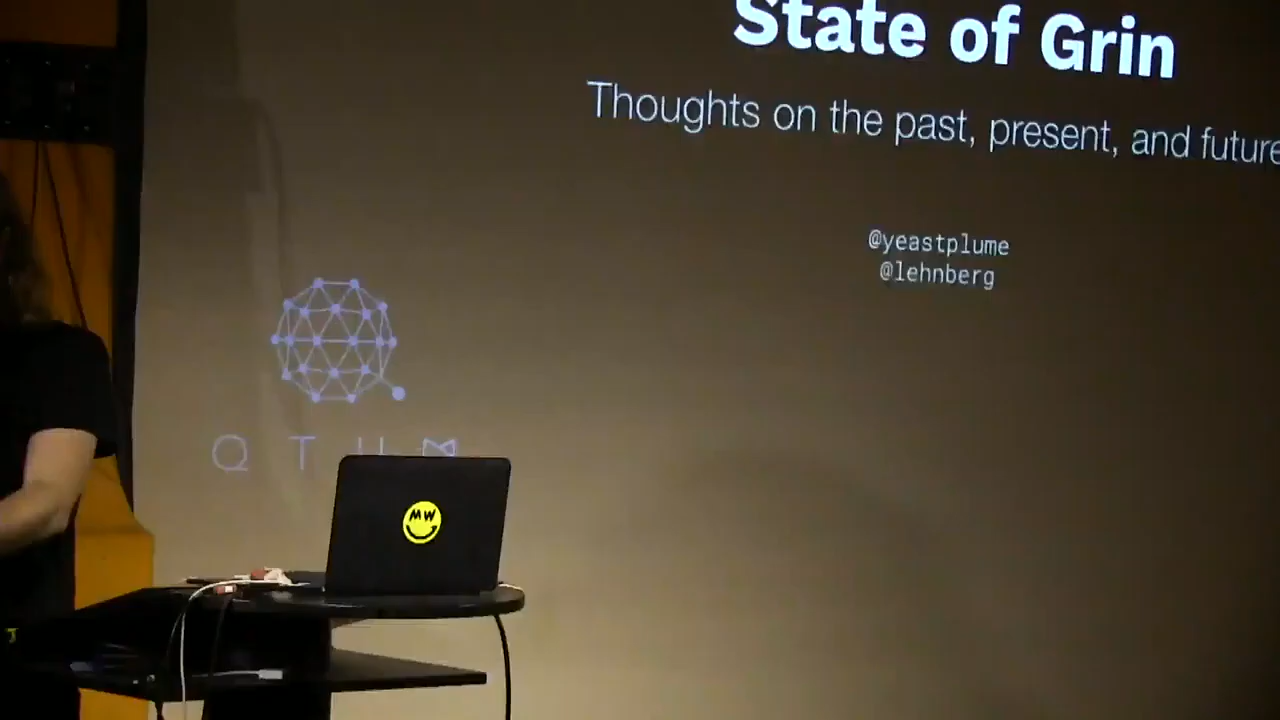 State of Grin
Thoughts on the past, present, and future
@yeastplume
@lehnberg
QTUM
MW